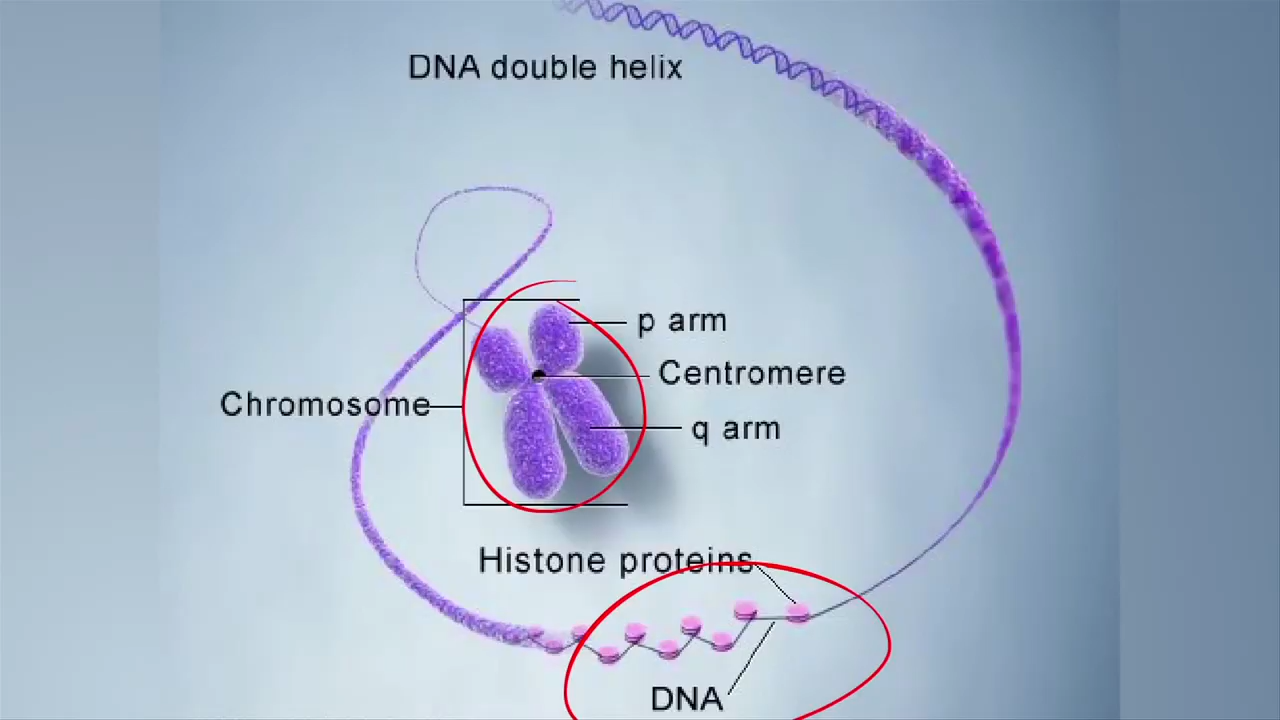 DNA double helix
p arm
Centromere
Chromosome
q arm
Histone proteins
DNA